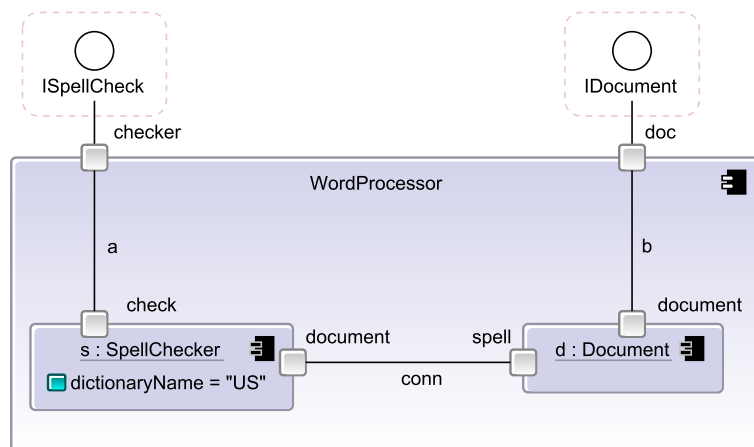 ISpellCheck
IDocument
checker
doc
WordProcessor
a
b
check
document
s : SpellChecker
document
spell
d : Document
dictionaryName = "US"
conn